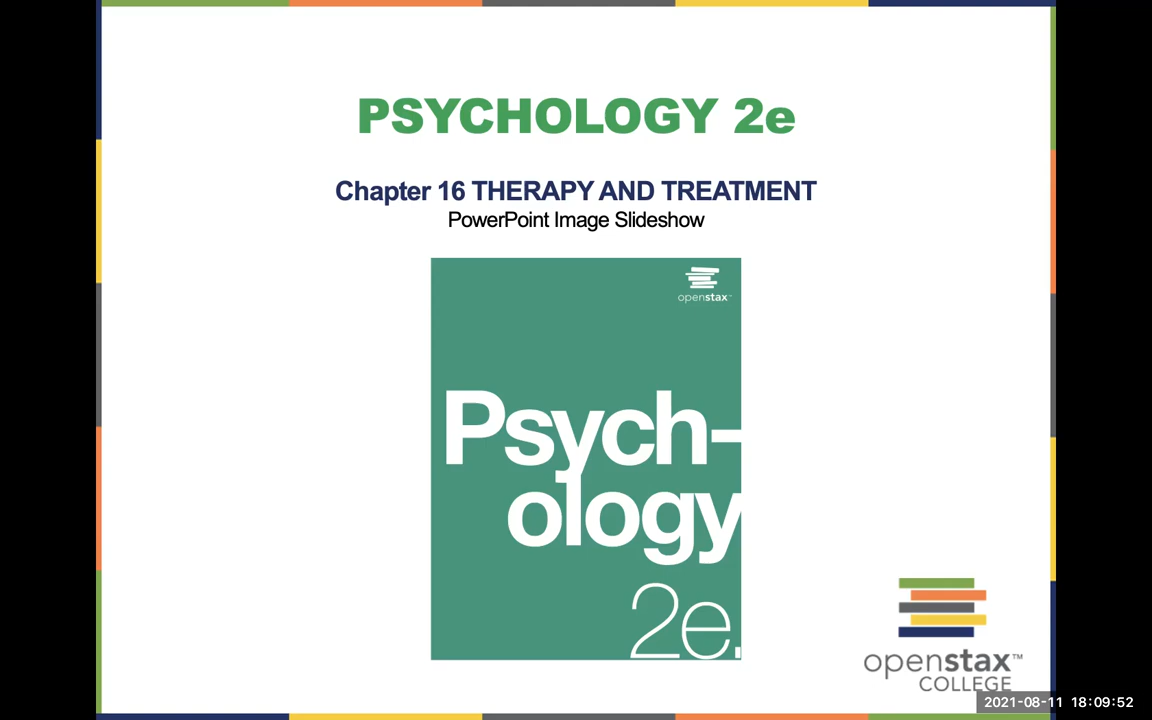 PSYCHOLOGY 2e
Chapter 16 THERAPY AND TREATMENT
PowerPoint Image Slideshow
openstax™
Psych-
ology
2e.
openstax™
COLLEGE
2021-08-11 18:09:52